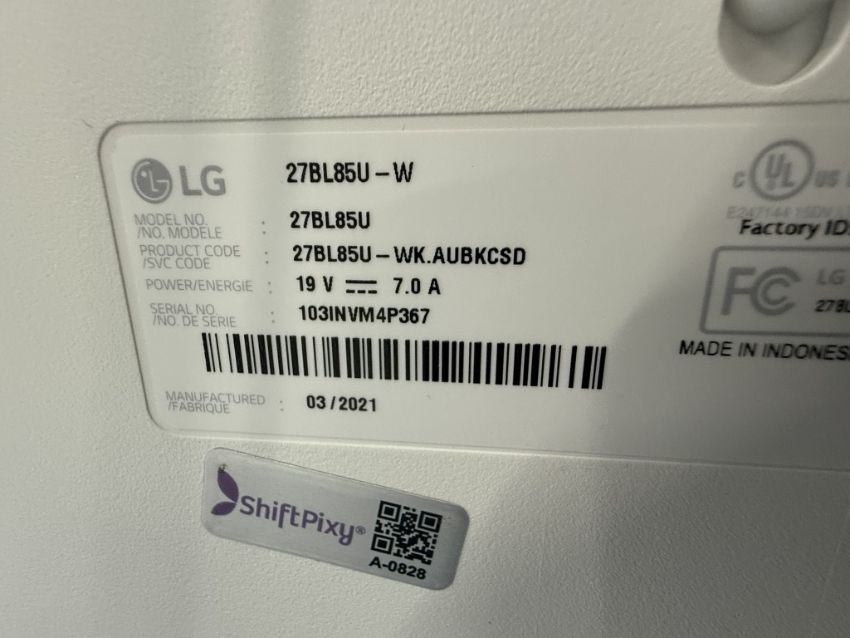 LG 27BL85U-W
MODEL NO. /NO. MODELE : 27BL85U
PRODUCT CODE /SVC CODE : 27BL85U-WK.AUBKCSD
POWER/ENERGIE : 19 V 7.0 A
SERIAL NO. /NO. DE SERIE : 103INVM4P367
MANUFACTURED /FABRIQUE : 03/2021
C UL US
Factory ID
FC LG
MADE IN INDONES
ShiftPixy®
A-0828